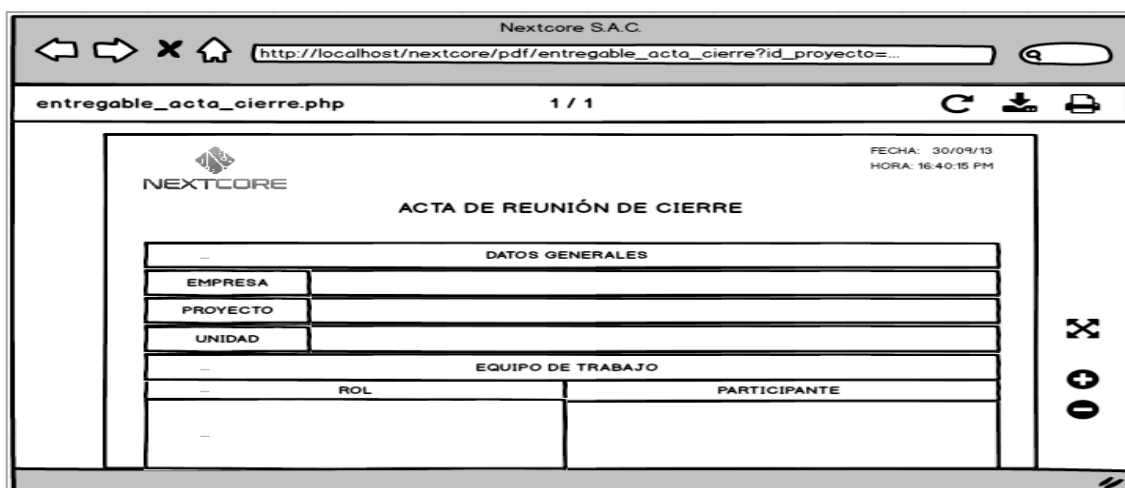 Nextcore S.A.C.
http://localhost/nextcore/pdf/entregable_acta_cierre?id_proyecto=...
entregable_acta_cierre.php 1 / 1
FECHA: 30/09/13
HORA: 16:40:15 PM
NEXTCORE
ACTA DE REUNIÓN DE CIERRE
DATOS GENERALES
EMPRESA
PROYECTO
UNIDAD
EQUIPO DE TRABAJO
ROL PARTICIPANTE